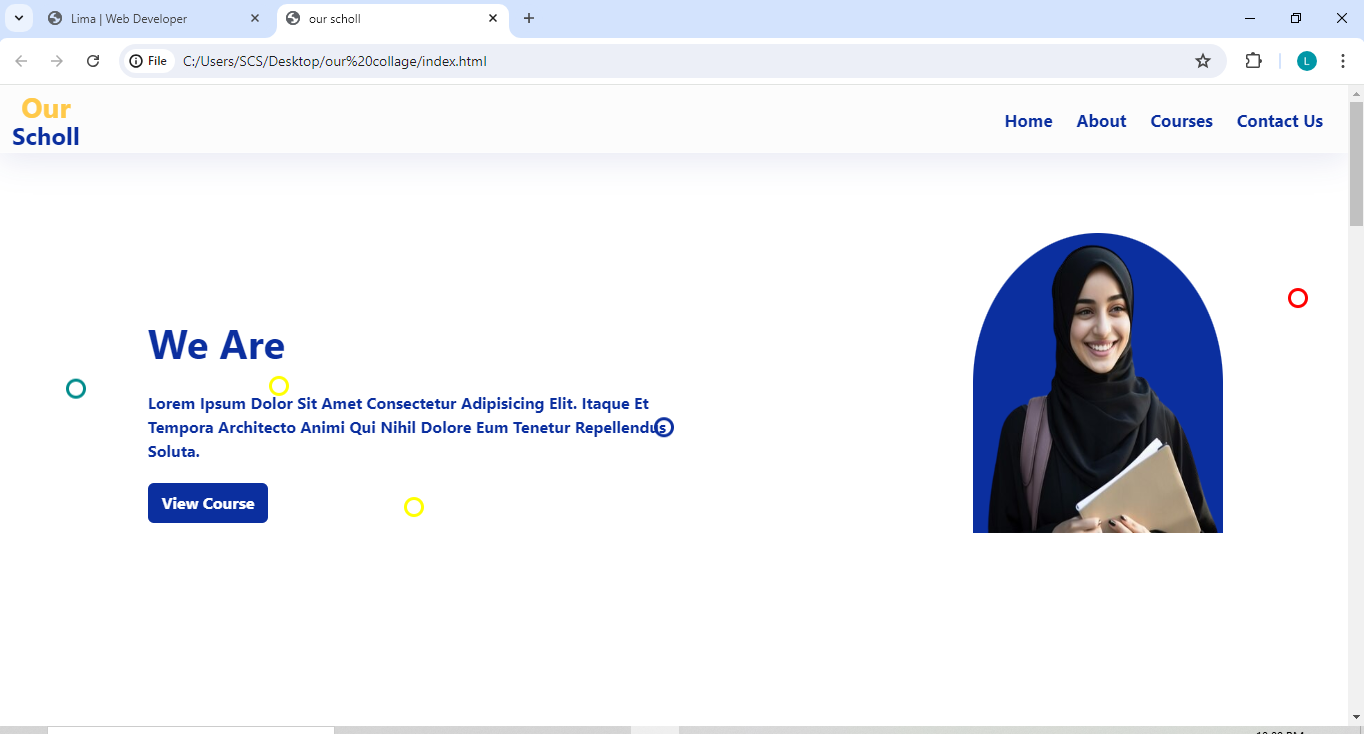 Lima | Web Developer
our scholl
File
C:/Users/SCS/Desktop/our%20collage/index.html
L
Our
Scholl
Home About Courses Contact Us
We Are
Lorem Ipsum Dolor Sit Amet Consectetur Adipisicing Elit. Itaque Et
Tempora Architecto Animi Qui Nihil Dolore Eum Tenetur Repellendus
Soluta.
View Course